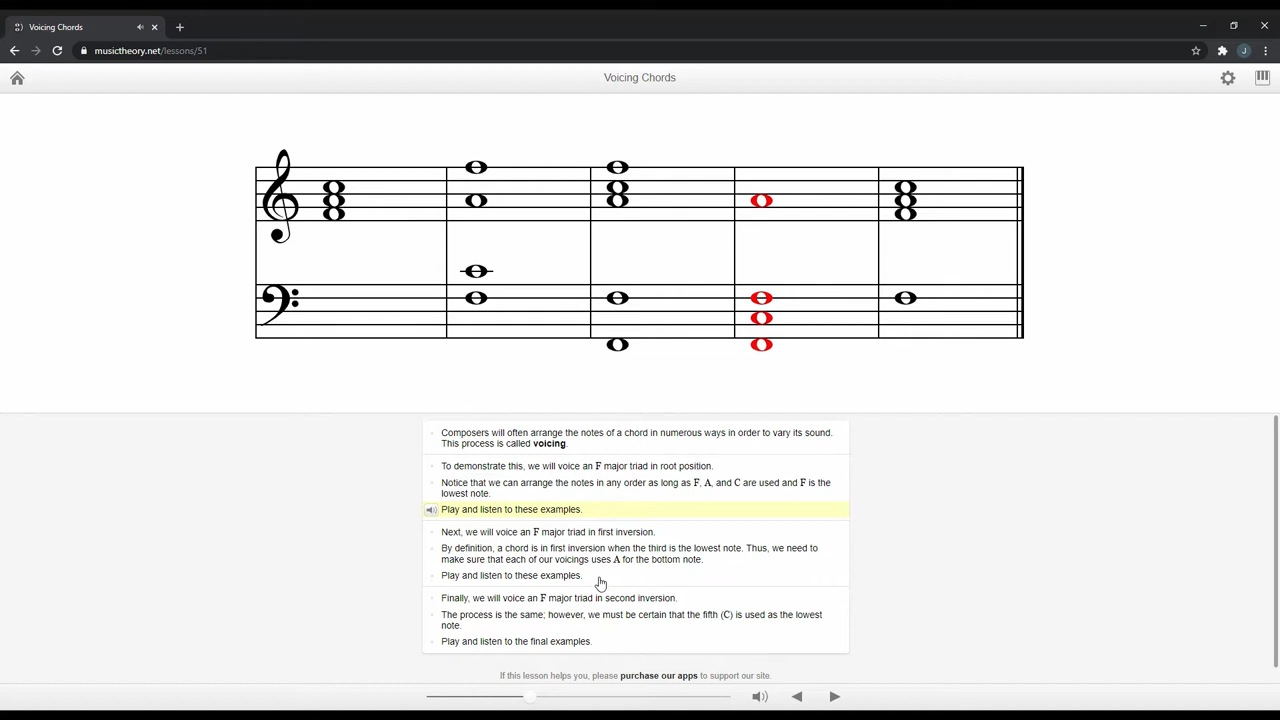 Voicing Chords
musictheory.net/lessons/51
J
Voicing Chords
Composers will often arrange the notes of a chord in numerous ways in order to vary its sound.
This process is called voicing.
To demonstrate this, we will voice an F major triad in root position.
Notice that we can arrange the notes in any order as long as F, A, and C are used and F is the
lowest note.
Play and listen to these examples.
Next, we will voice an F major triad in first inversion.
By definition, a chord is in first inversion when the third is the lowest note. Thus, we need to
make sure that each of our voicings uses A for the bottom note.
Play and listen to these examples.
Finally, we will voice an F major triad in second inversion.
The process is the same; however, we must be certain that the fifth (C) is used as the lowest
note.
Play and listen to the final examples.
If this lesson helps you, please purchase our apps to support our site.